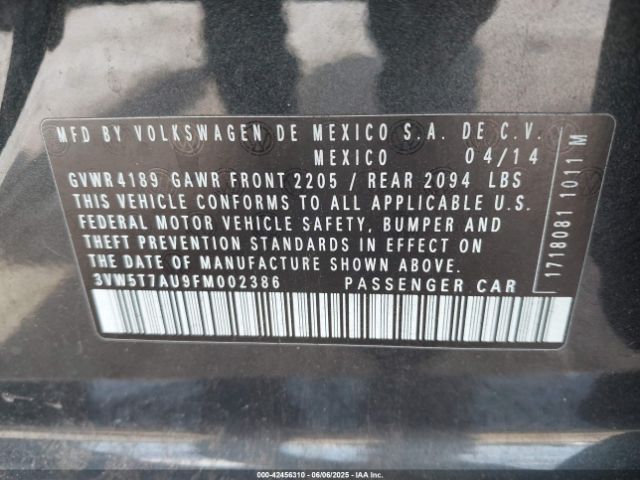 MFD BY VOLKSWAGEN DE MEXICO S.A. DE C.V.
MEXICO 04/14
GVWR 4189 GAWR FRONT 2205 / REAR 2094 LBS
THIS VEHICLE CONFORMS TO ALL APPLICABLE U.S.
FEDERAL MOTOR VEHICLE SAFETY, BUMPER AND
THEFT PREVENTION STANDARDS IN EFFECT ON
THE DATE OF MANUFACTURE SHOWN ABOVE.
3VW5T7AU9FM002386 PASSENGER CAR
1718081 1011 M
000-42456310 - 06/06/2025 - IAA Inc.